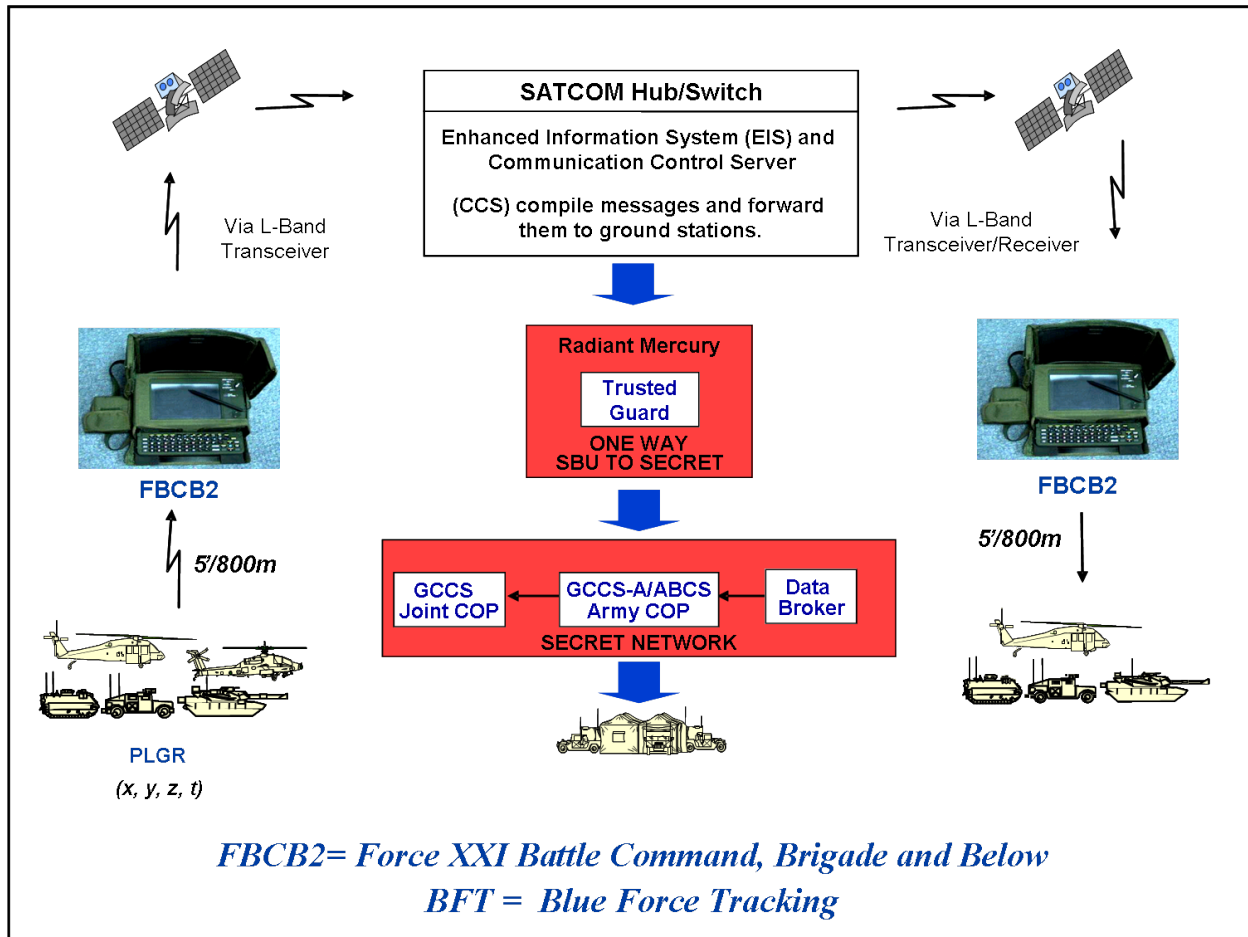 SATCOM Hub/Switch
Enhanced Information System (EIS) and
Communication Control Server
(CCS) compile messages and forward
them to ground stations.
Via L-Band
Transceiver
Via L-Band
Transceiver/Receiver
Radiant Mercury
Trusted
Guard
ONE WAY
SBU TO SECRET
FBCB2
FBCB2
5'/800m
5'/800m
GCCS
Joint COP
GCCS-A/ABCS
Army COP
Data
Broker
SECRET NETWORK
PLGR
(x, y, z, t)
FBCB2= Force XXI Battle Command, Brigade and Below
BFT = Blue Force Tracking